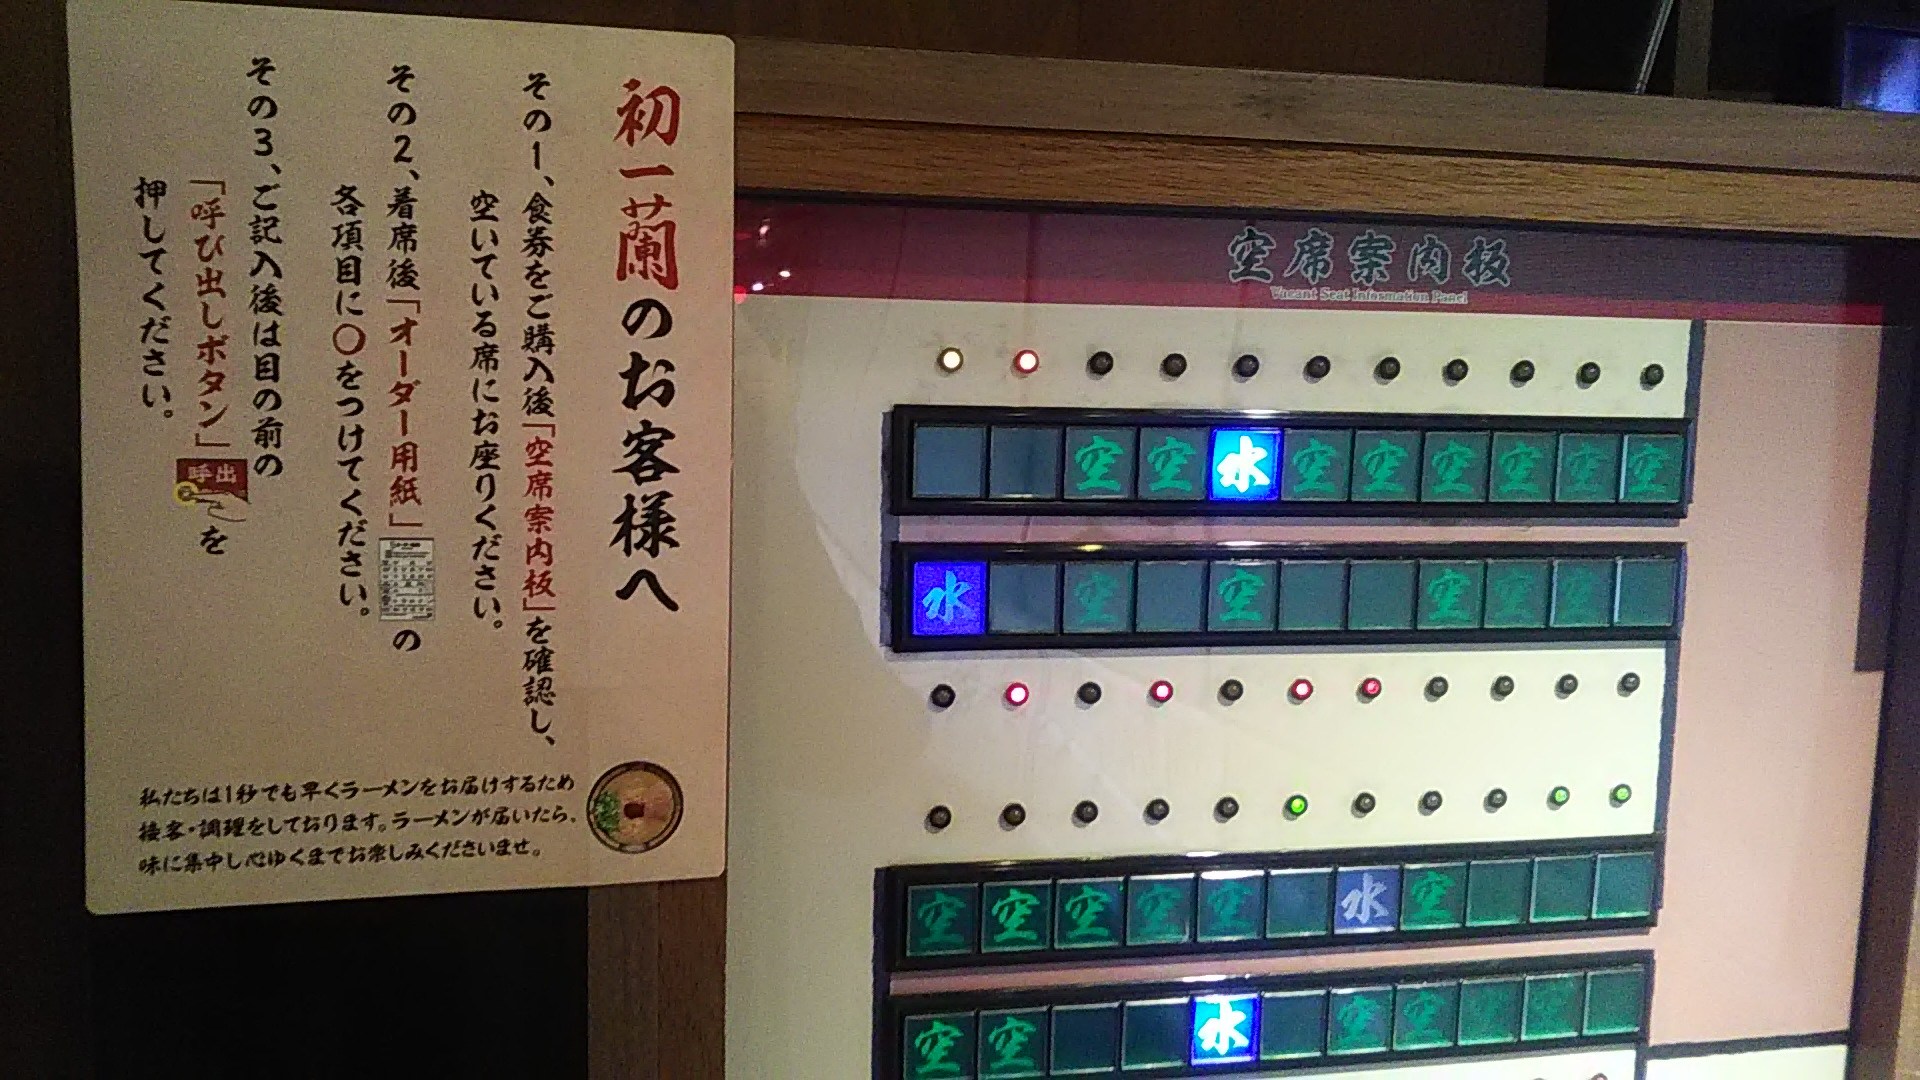 初一蘭のお客様へ
その1、食券をご購入後「空席案内板」を確認し、
空いている席にお座りください。
その2、着席後「オーダー用紙」の
各項目に〇をつけてください。
その3、ご記入後は目の前の
「呼び出しボタン」呼出を
押してください。
私たちは1秒でも早くラーメンをお届けするため
接客・調理をしております。ラーメンが届いたら、
味に集中し心ゆくまでお楽しみくださいませ。
空席案内板
Vacant Seat Information Panel
空 空 水 空 空 空 空 空 空
水 空 空 空 空 空
空 空 空 空 空 水 空
空 空 水 空 空 空 空 空